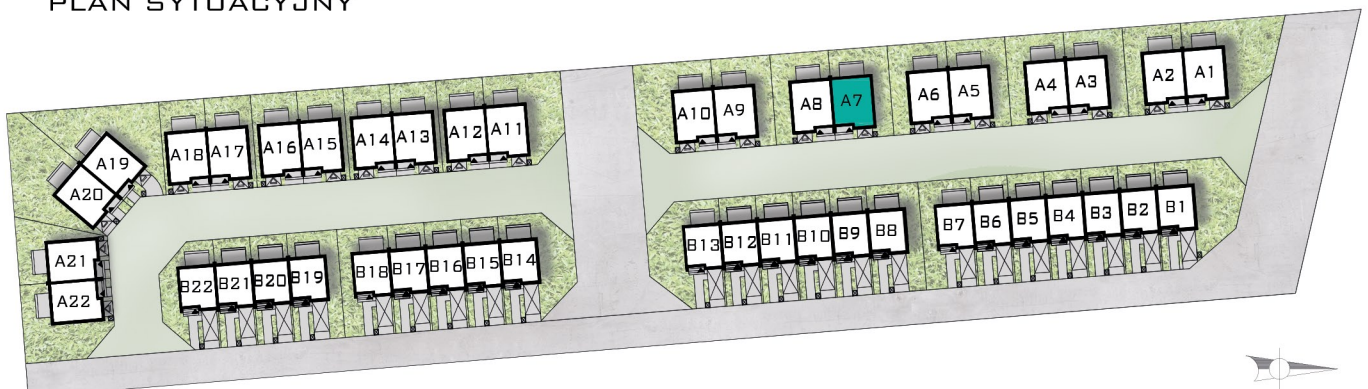 PLAN SYTUACYJNY
A10 A9 A8 A7 A6 A5 A4 A3 A2 A1
A19 A18 A17 A16 A15 A14 A13 A12 A11
A20
B13 B12 B11 B10 B9 B8 B7 B6 B5 B4 B3 B2 B1
A21
B22 B21 B20 B19 B18 B17 B16 B15 B14
A22